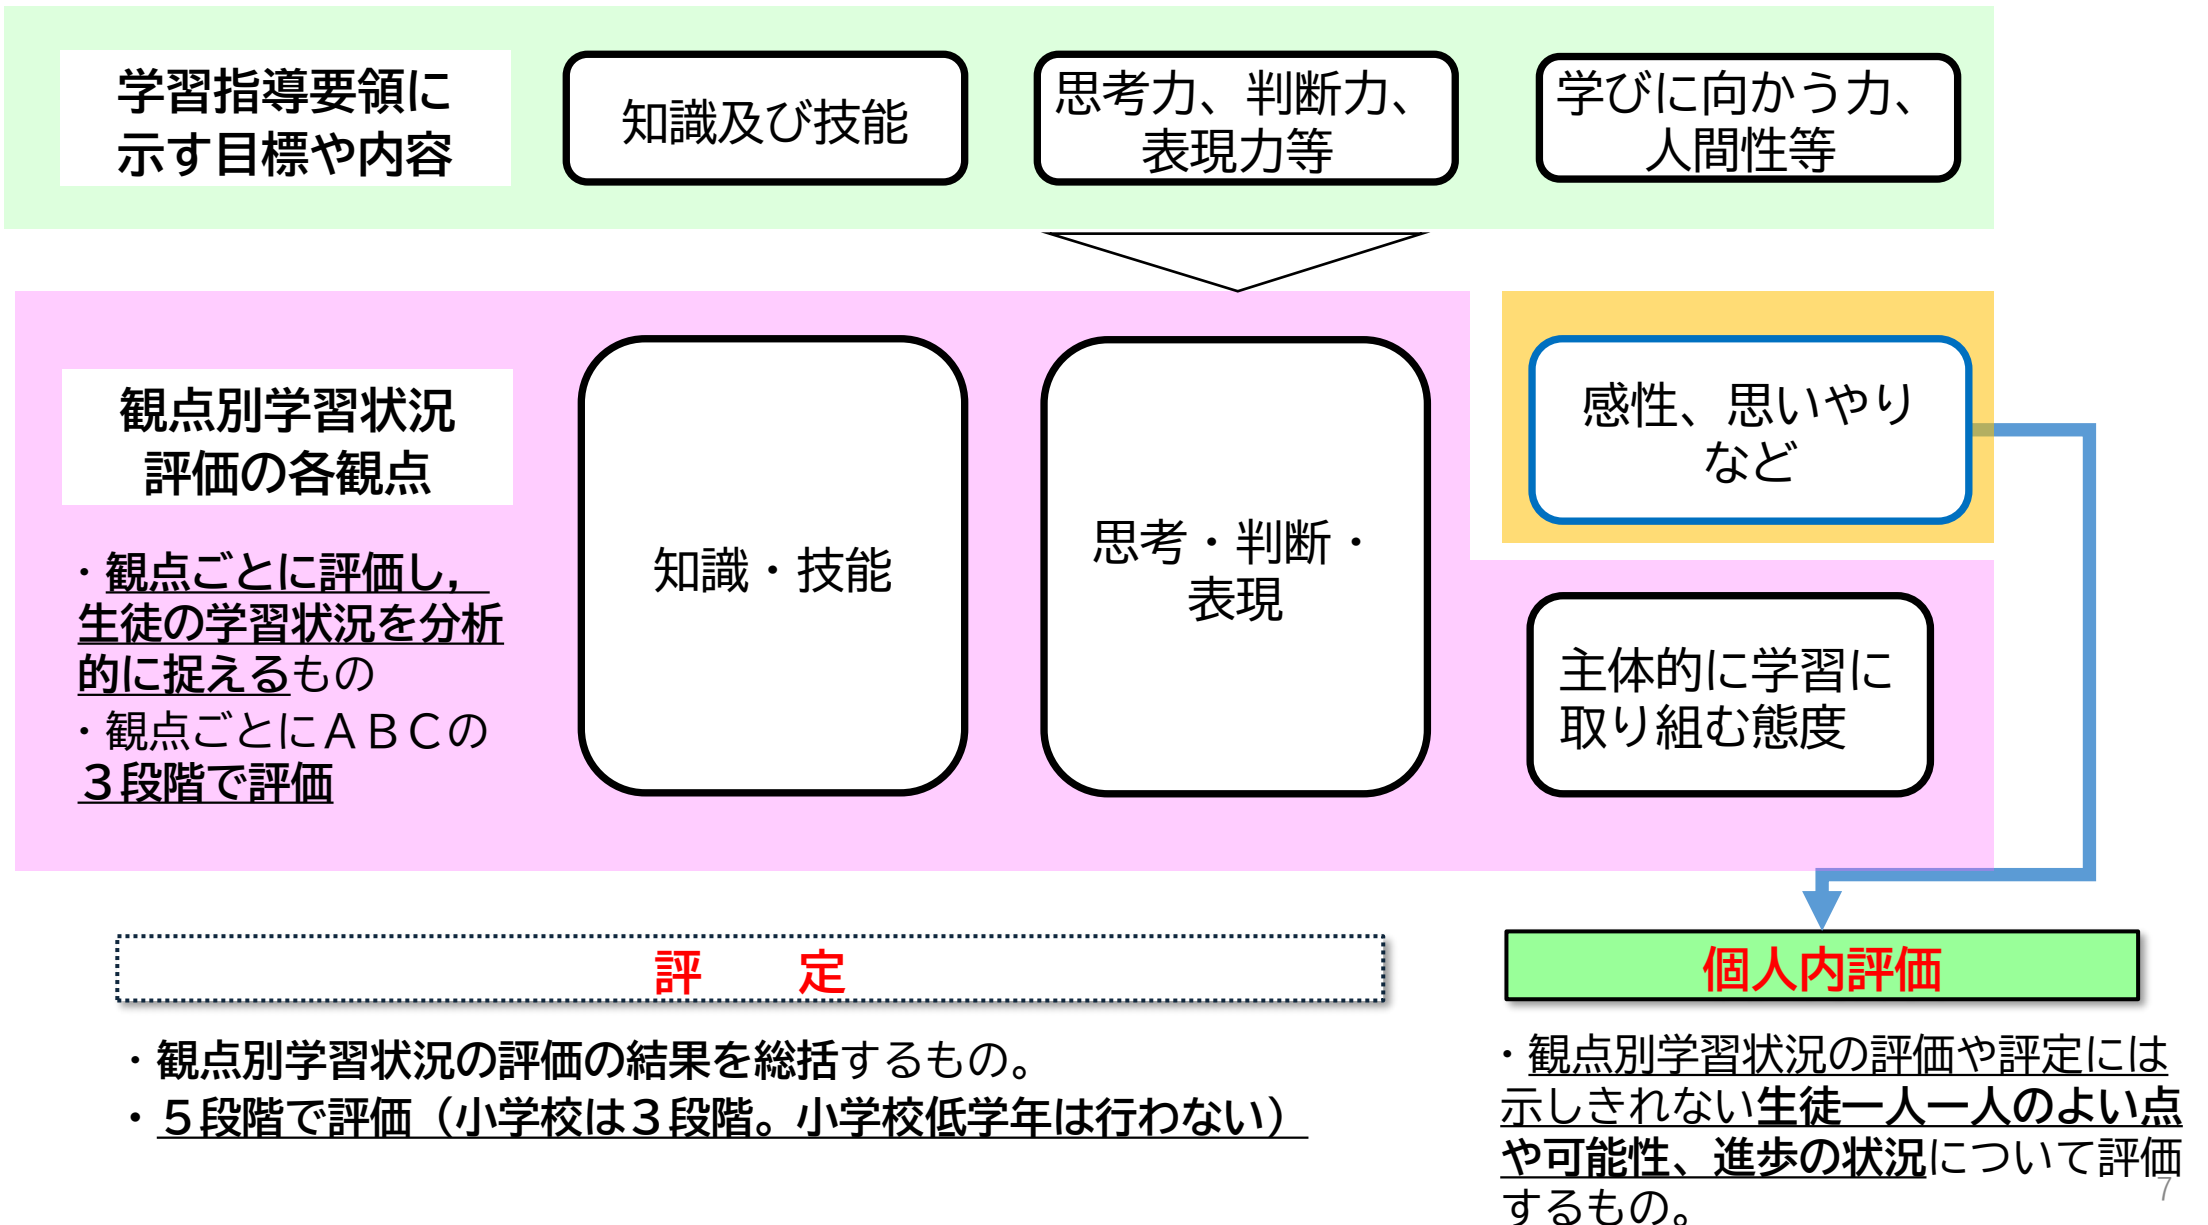 学習指導要領に
示す目標や内容
知識及び技能
思考力、判断力、
表現力等
学びに向かう力、
人間性等
観点別学習状況
評価の各観点
・観点ごとに評価し，
生徒の学習状況を分析
的に捉えるもの
・観点ごとにＡＢＣの
３段階で評価
知識・技能
思考・判断・
表現
感性、思いやり
など
主体的に学習に
取り組む態度
評　　定
・観点別学習状況の評価の結果を総括するもの。
・５段階で評価（小学校は３段階。小学校低学年は行わない）
個人内評価
・観点別学習状況の評価や評定には
示しきれない生徒一人一人のよい点
や可能性、進歩の状況について評価
するもの。
7